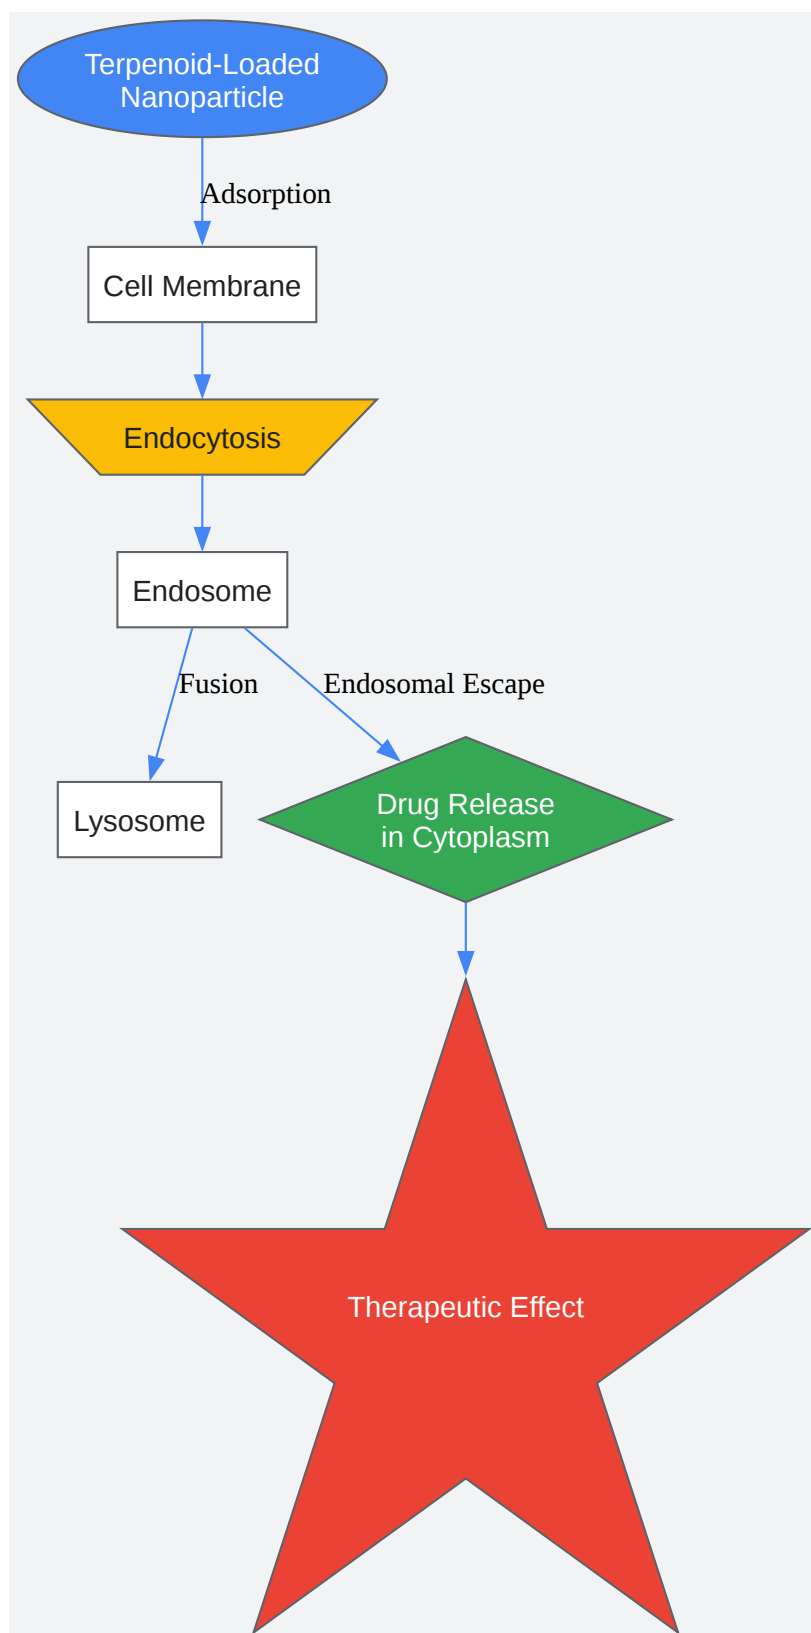 Terpenoid-Loaded
Nanoparticle
Adsorption
Cell Membrane
Endocytosis
Endosome
Fusion
Endosomal Escape
Lysosome
Drug Release
in Cytoplasm
Therapeutic Effect